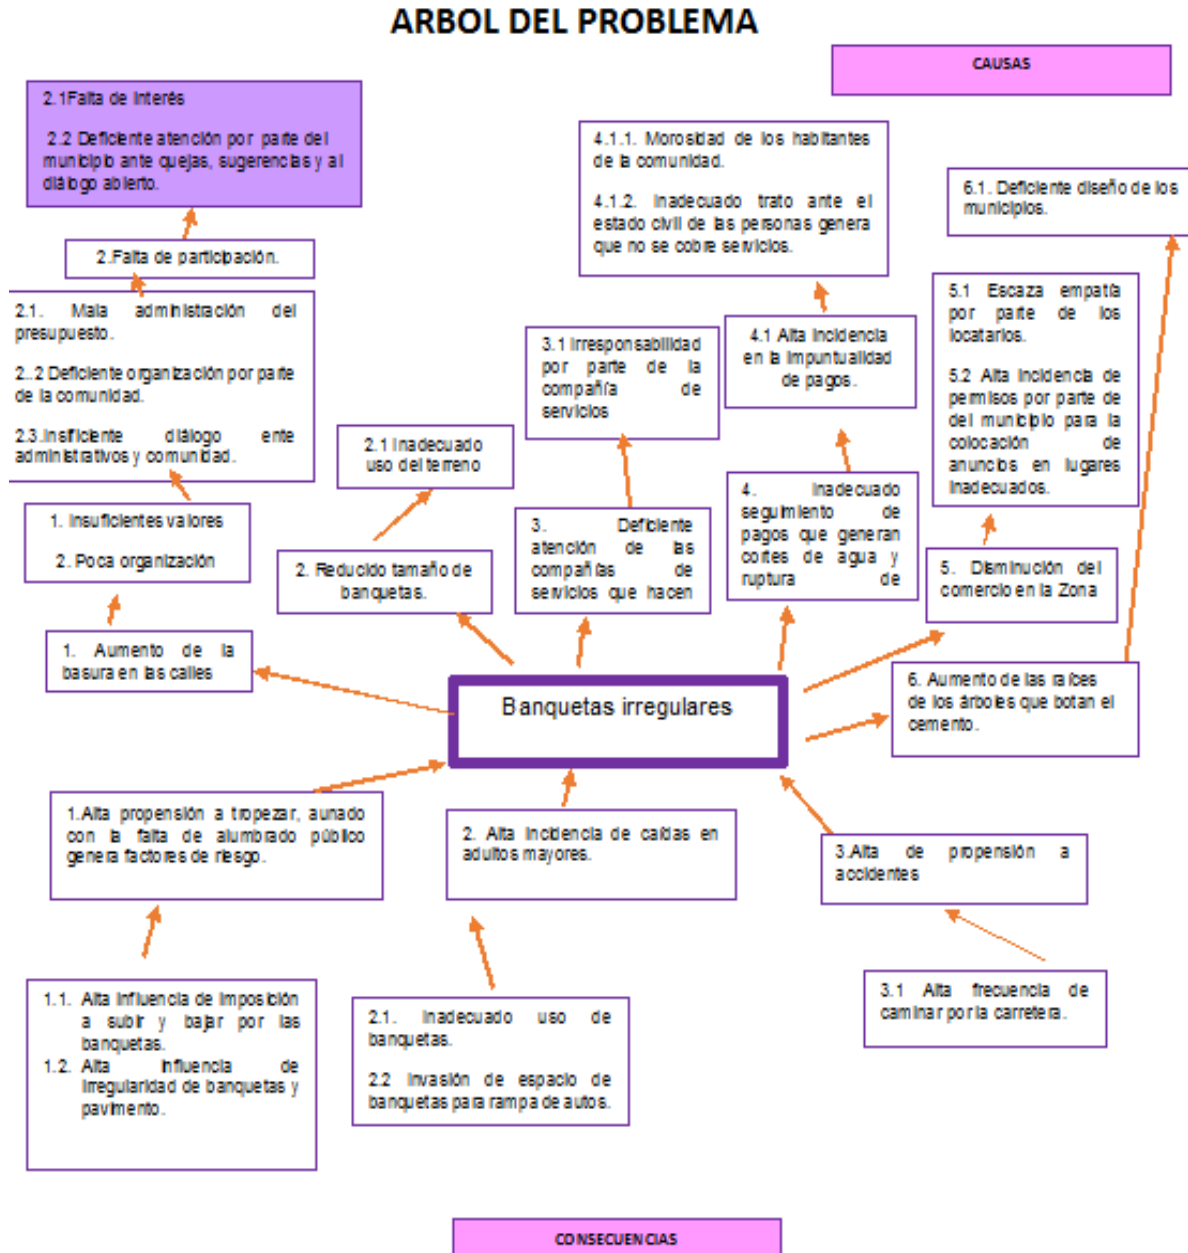 ARBOL DEL PROBLEMA
CAUSAS
2.1Falta de Interés
2.2 Deficiente atención por parte del
municipio ante quejas, sugerencias y al
diálogo abierto.
2.Falta de participación.
2.1. Mala administración del
presupuesto.
2..2 Deficiente organización por parte
de la comunidad.
2.3.Insficiente diálogo ente
administrativos y comunidad.
1. Insuficientes valores
2. Poca organización
1. Aumento de la
basura en las calles
2.1 Inadecuado
uso del terreno
2. Reducido tamaño de
banquetas.
3.1 Irresponsabilidad
por parte de la
compañía de
servicios
3. Deficiente
atención de las
compañías de
servicios que hacen
4.1.1. Morosidad de los habitantes
de la comunidad.
4.1.2. Inadecuado trato ante el
estado civil de las personas genera
que no se cobre servicios.
4.1 Alta Incidencia
en la Impuntualidad
de pagos.
4. Inadecuado
seguimiento de
pagos que generan
cortes de agua y
ruptura de
6.1. Deficiente diseño de los
municipios.
5.1 Escaza empatía
por parte de los
locatarios.
5.2 Alta Incidencia de
permisos por parte de
del municipio para la
colocación de
anuncios en lugares
Inadecuados.
5. Disminución del
comercio en la Zona
6. Aumento de las raíces
de los árboles que botan el
cemento.
Banquetas irregulares
1.Alta propensión a tropezar, aunado
con la falta de alumbrado público
genera factores de riesgo.
2. Alta Incidencia de caídas en
adultos mayores.
3.Alta de propensión a
accidentes
1.1. Alta Influencia de Imposición
a subir y bajar por las
banquetas.
1.2. Alta Influencia de
Irregularidad de banquetas y
pavimento.
2.1. Inadecuado uso de
banquetas.
2.2 Invasión de espacio de
banquetas para rampa de autos.
3.1 Alta frecuencia de
caminar por la carretera.
CONSECUENCIAS